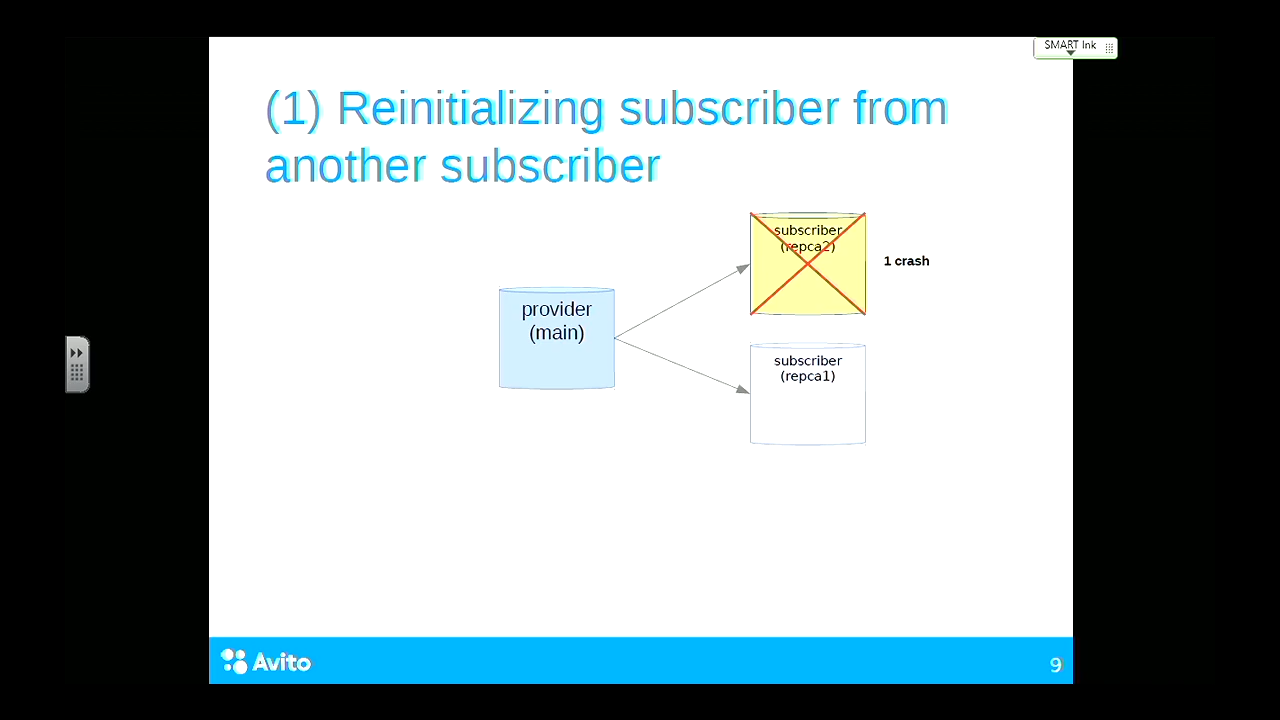 SMART Ink
(1) Reinitializing subscriber from
another subscriber
subscriber
(repca2)
1 crash
provider
(main)
subscriber
(repca1)
Avito
9